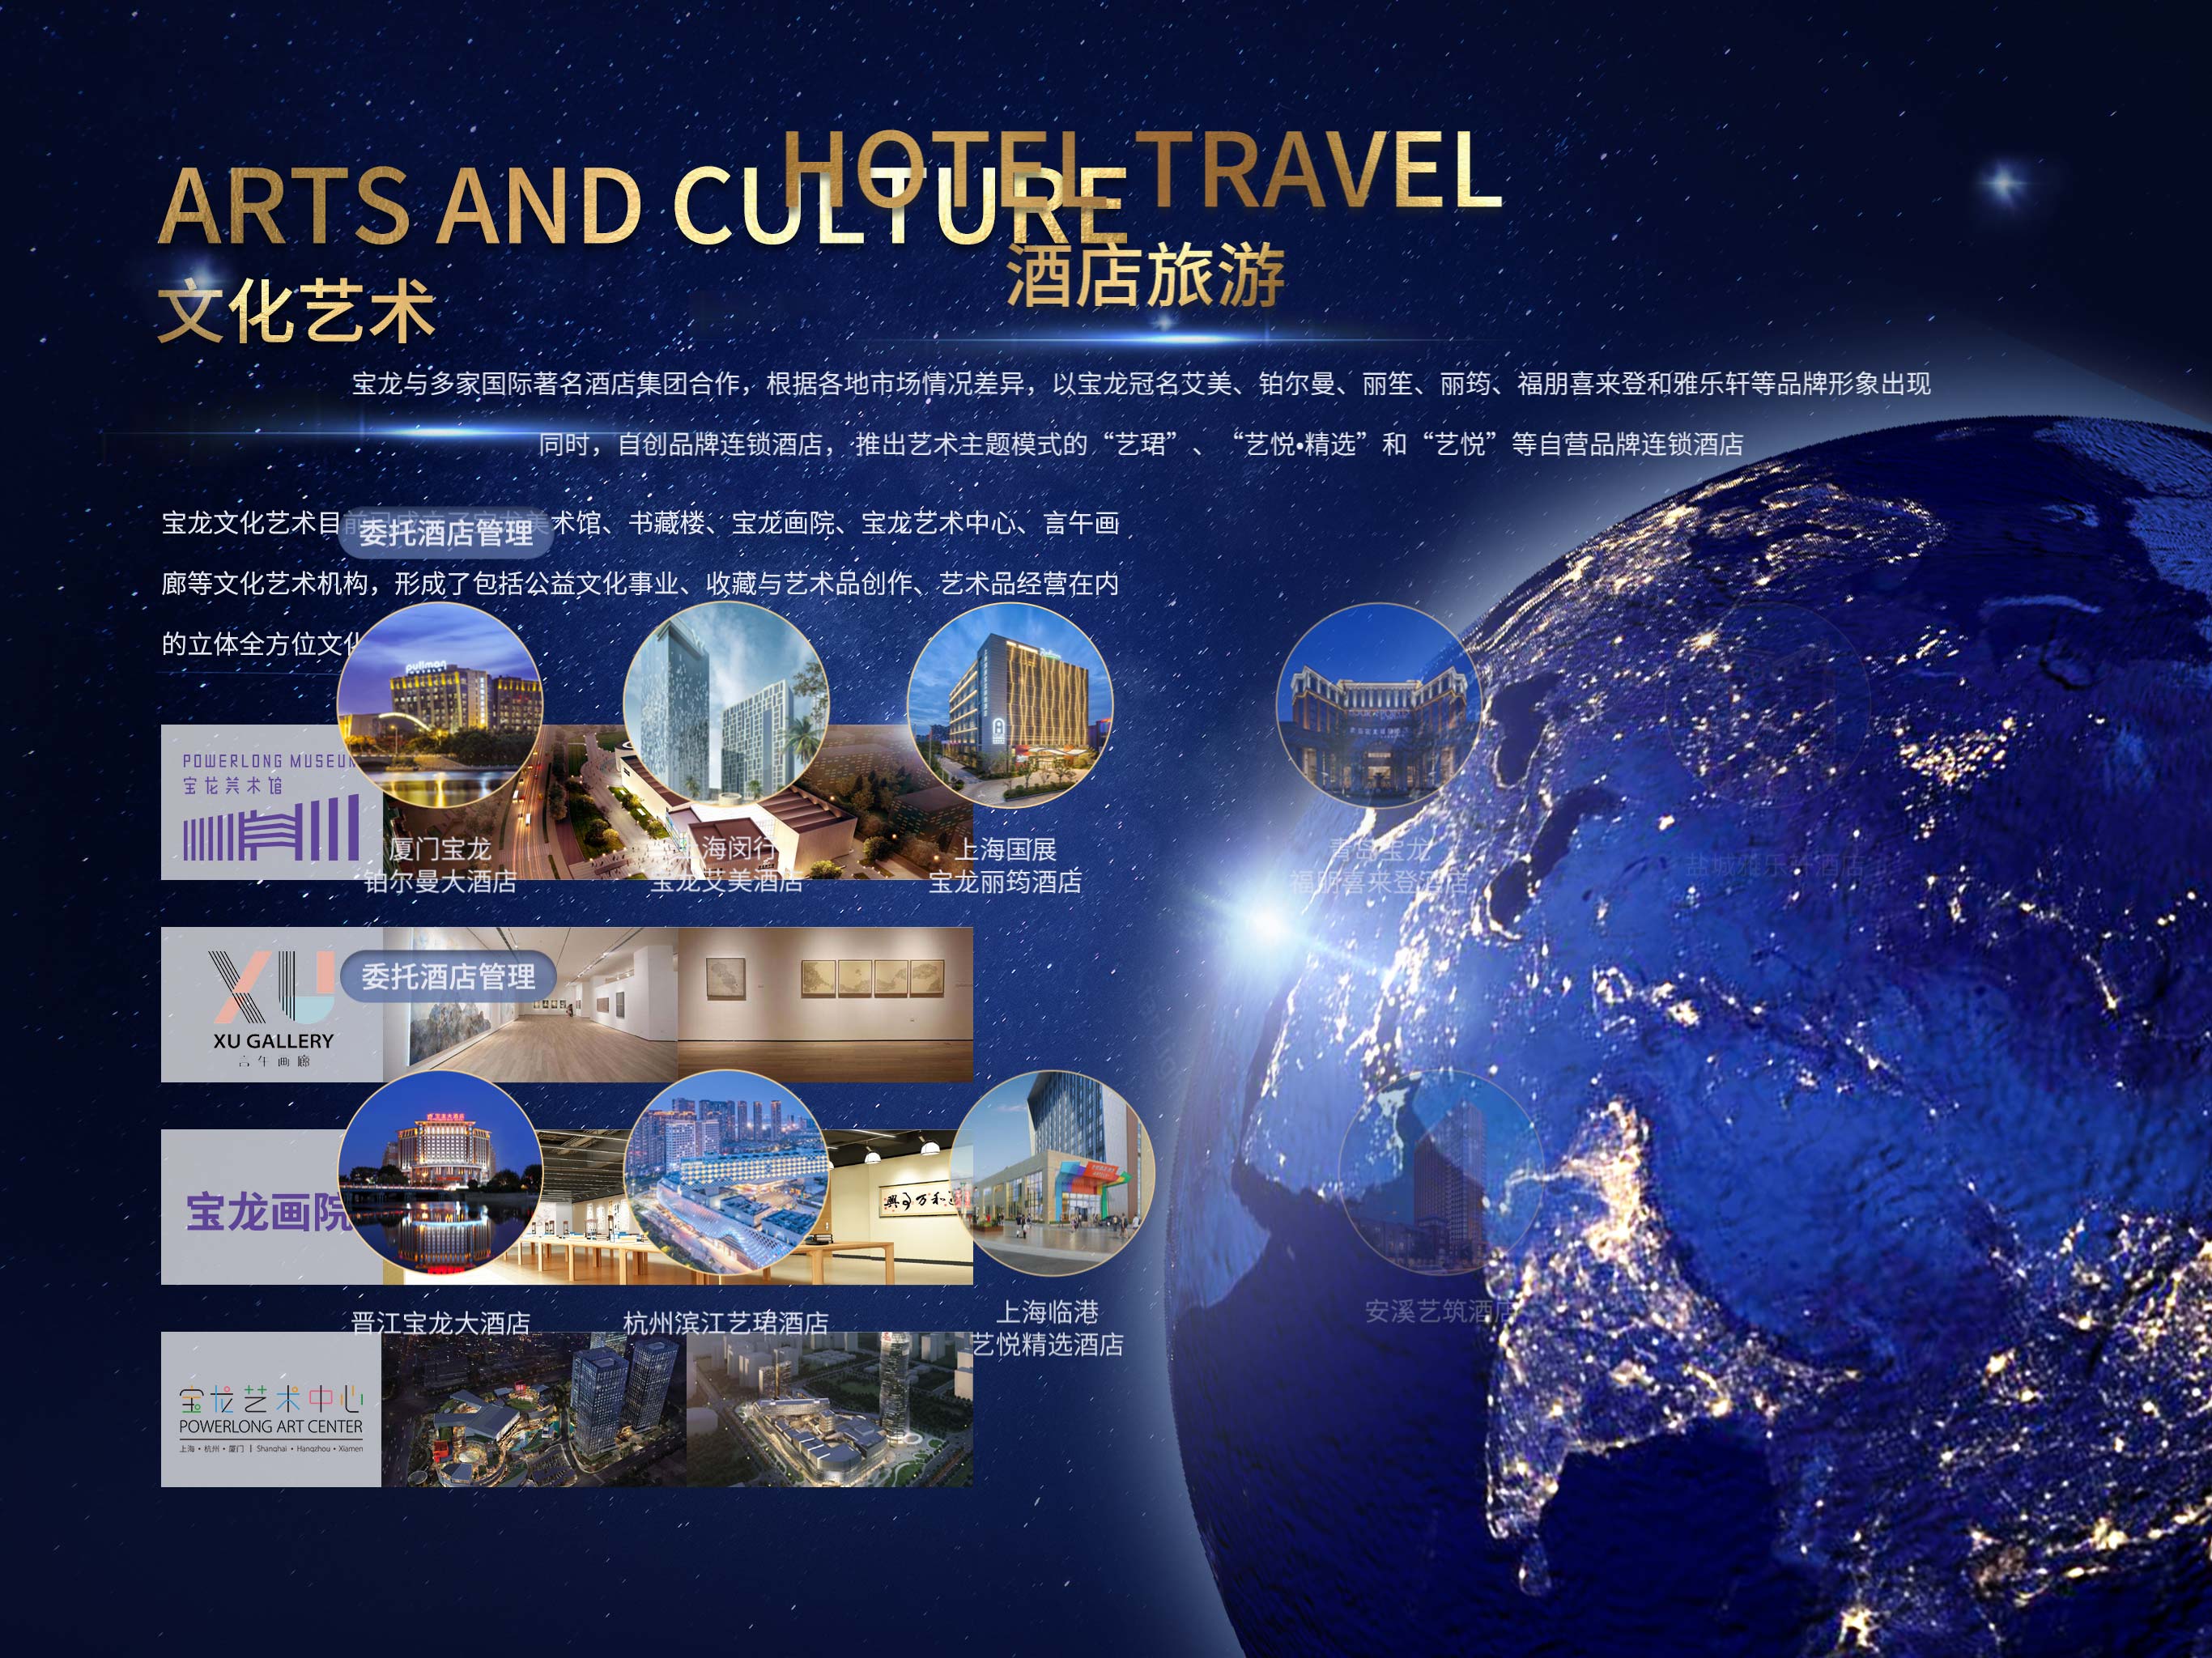 HOTEL TRAVEL
ARTS AND CULTURE
酒店旅游
文化艺术
宝龙与多家国际著名酒店集团合作，根据各地市场情况差异，以宝龙冠名艾美、铂尔曼、丽笙、丽筠、福朋喜来登和雅乐轩等品牌形象出现
同时，自创品牌连锁酒店，推出艺术主题模式的“艺珺”、“艺悦•精选”和“艺悦”等自营品牌连锁酒店
宝龙文化艺术目
术馆、书藏楼、宝龙画院、宝龙艺术中心、言午画
委托酒店管理
廊等文化艺术机构，形成了包括公益文化事业、收藏与艺术品创作、艺术品经营在内
的立体全方位文化
pullman
POWERLONG MUSEUM
宝龙美术馆
厦门宝龙
铂尔曼大酒店
上海闵行
宝龙艾美酒店
上海国展
宝龙丽筠酒店
青岛宝龙
福朋喜来登酒店
盐城雅乐轩酒店
委托酒店管理
XU GALLERY
言午画廊
宝龙画院
晋江宝龙大酒店
杭州滨江艺珺酒店
上海临港
艺悦精选酒店
安溪艺筑酒店
宝龙艺术中心
POWERLONG ART CENTER
上海•杭州•厦门 | Shanghai • Hangzhou • Xiamen